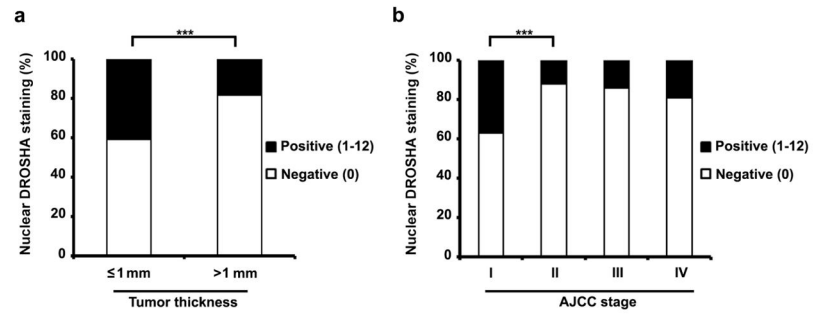 a
***
Nuclear DROSHA staining (%)
100
80
60
40
20
0
≤1 mm
>1 mm
Tumor thickness
Positive (1-12)
Negative (0)
b
***
Nuclear DROSHA staining (%)
100
80
60
40
20
0
I
II
III
IV
AJCC stage
Positive (1-12)
Negative (0)